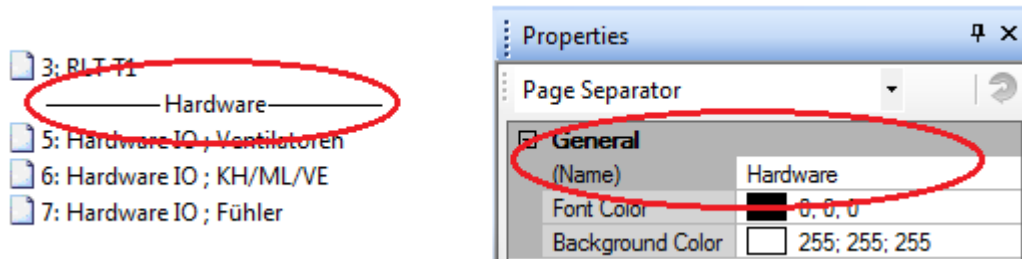 3: RLT-T1
Hardware
5: Hardware IO ; Ventilatoren
6: Hardware IO ; KH/ML/VE
7: Hardware IO ; Fühler
Properties
Page Separator
General
(Name) Hardware
Font Color 0; 0; 0
Background Color 255; 255; 255